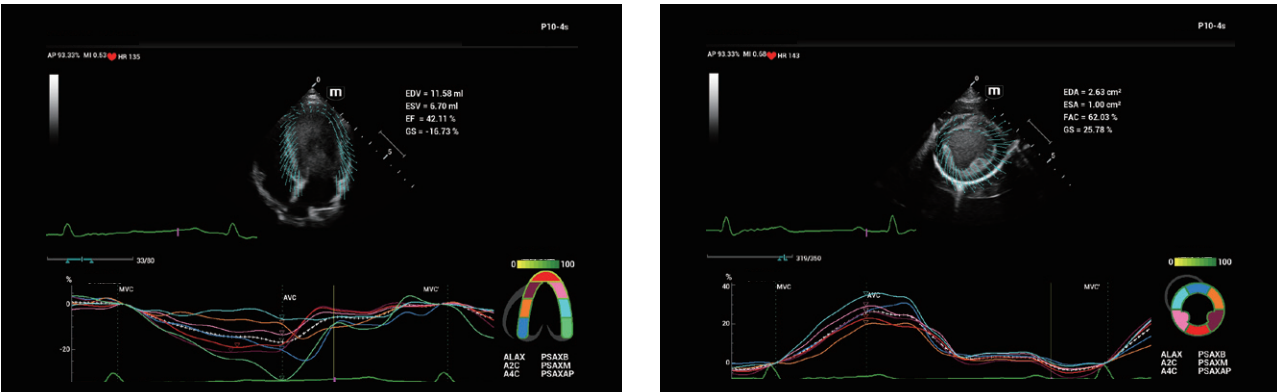 P10-4s
AP 93.33% MI 0.53 HR 135
0
m
EDV = 11.58 ml
ESV = 6.70 ml
EF = 42.11 %
GS = -16.73 %
5
33/80
0 100
%
MVC
AVC
MVC'
0
-20
ALAX PSAXB
A2C PSAXM
A4C PSAXAP
P10-4s
AP 93.33% MI 0.58 HR 143
0
m
EDA = 2.63 cm²
ESA = 1.00 cm²
FAC = 62.03 %
GS = 25.78 %
5
0 100
%
40
MVC
AVC
MVC'
20
0
ALAX PSAXB
A2C PSAXM
A4C PSAXAP